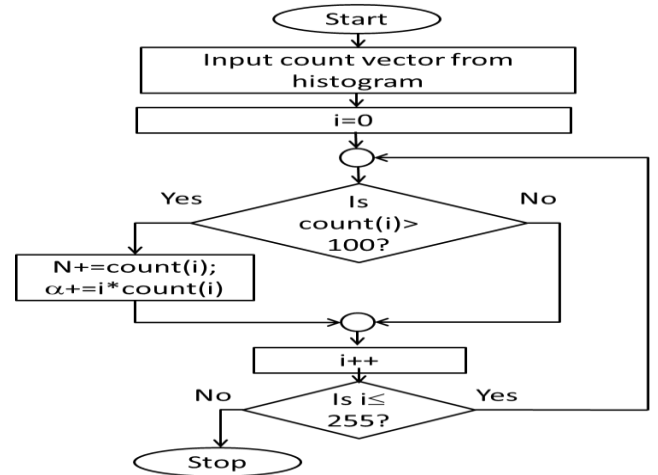 Start
Input count vector from
histogram
i=0
Yes
No
Is
count(i)>
100?
N+=count(i);
α+=i*count(i)
i++
No
Yes
Is i≤
255?
Stop